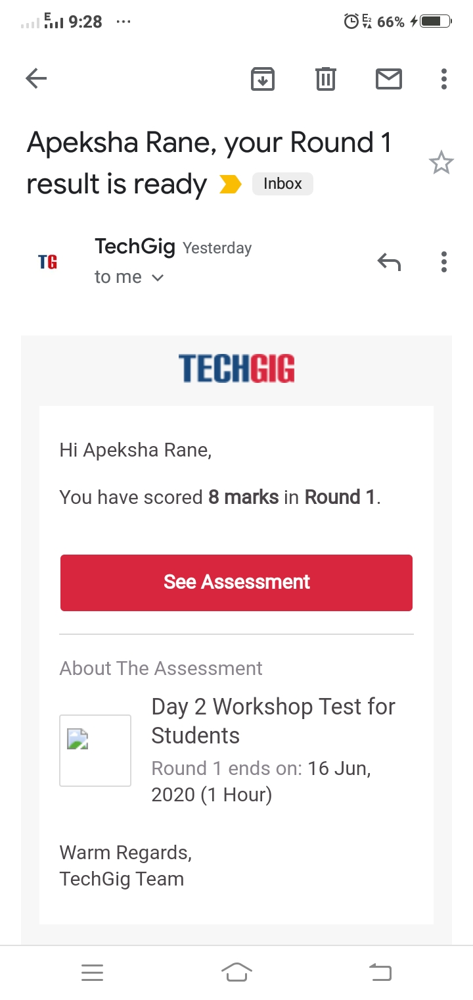 E 9:28 ... E2 66%
Apeksha Rane, your Round 1
result is ready Inbox
TG
TechGig Yesterday
to me
TECHGIG
Hi Apeksha Rane,
You have scored 8 marks in Round 1.
See Assessment
About The Assessment
Day 2 Workshop Test for
Students
Round 1 ends on: 16 Jun,
2020 (1 Hour)
Warm Regards,
TechGig Team